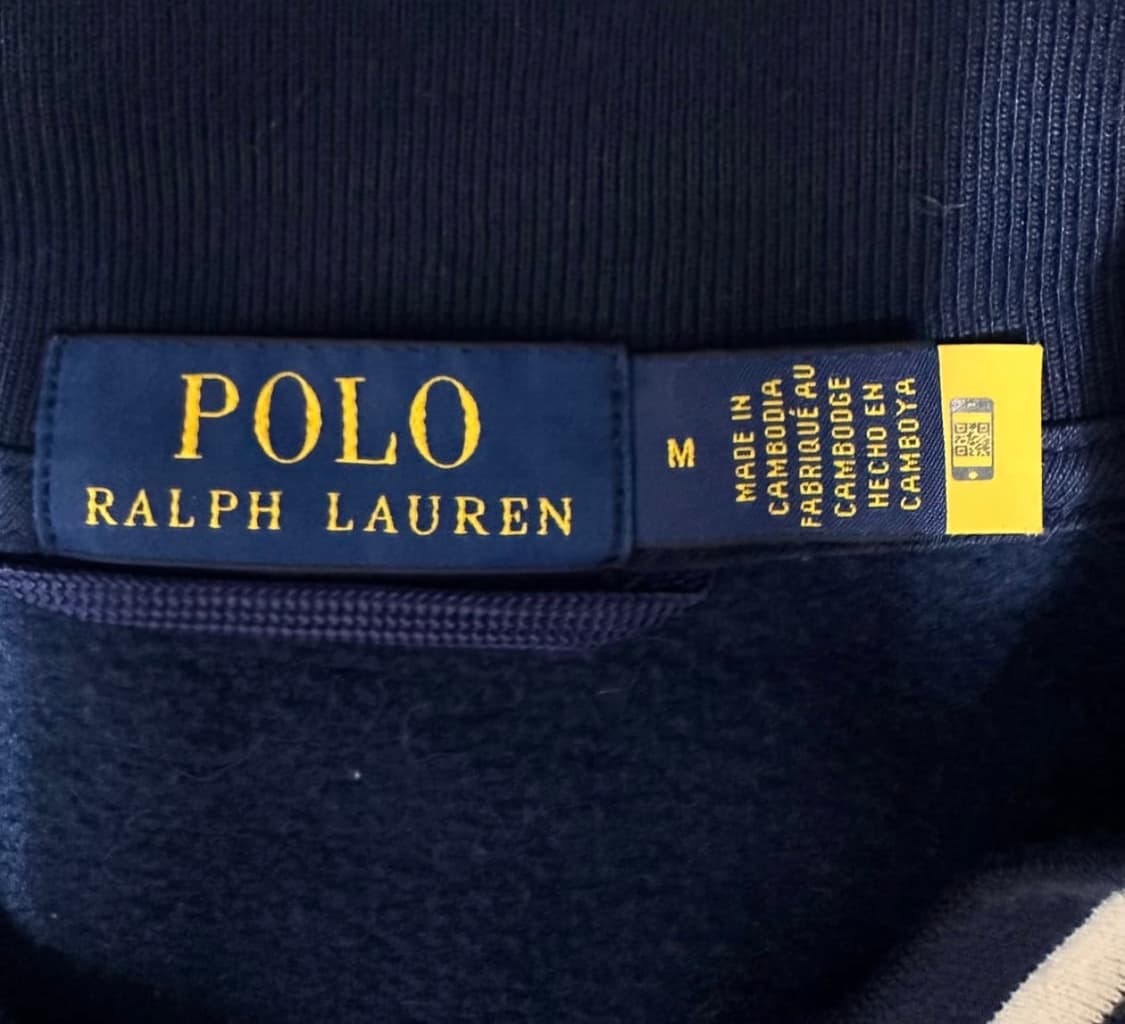 POLO
RALPH LAUREN
M
MADE IN
CAMBODIA
FABRIQUÉ AU
CAMBODGE
HECHO EN
CAMBOYA